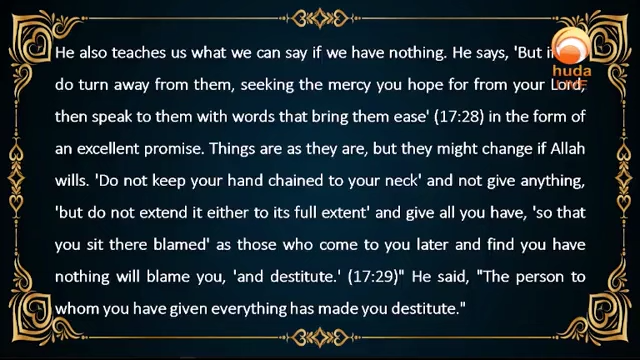 He also teaches us what we can say if we have nothing. He says, 'But if
huda
LIVE
do turn away from them, seeking the mercy you hope for from your Lord,
then speak to them with words that bring them ease' (17:28) in the form of
an excellent promise. Things are as they are, but they might change if Allah
wills. 'Do not keep your hand chained to your neck' and not give anything,
'but do not extend it either to its full extent' and give all you have, 'so that
you sit there blamed' as those who come to you later and find you have
nothing will blame you, 'and destitute.' (17:29)" He said, "The person to
whom you have given everything has made you destitute."